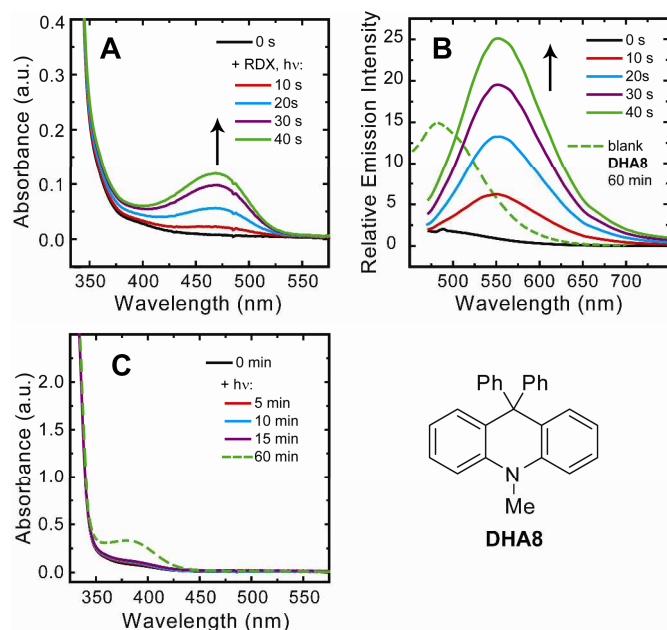 A
0 s
+ RDX, hν:
10 s
20s
30 s
40 s
0.4
0.3
0.2
0.1
0.0
350 400 450 500 550
Wavelength (nm)
Absorbance (a.u.)
B
0 s
10 s
20 s
30 s
40 s
blank
DHA8
60 min
25
20
15
10
5
0
500 550 600 650 700
Wavelength (nm)
Relative Emission Intensity
C
0 min
+ hν:
5 min
10 min
15 min
60 min
2.0
1.5
1.0
0.5
0.0
350 400 450 500 550
Wavelength (nm)
Absorbance (a.u.)
Ph Ph
N
Me
DHA8